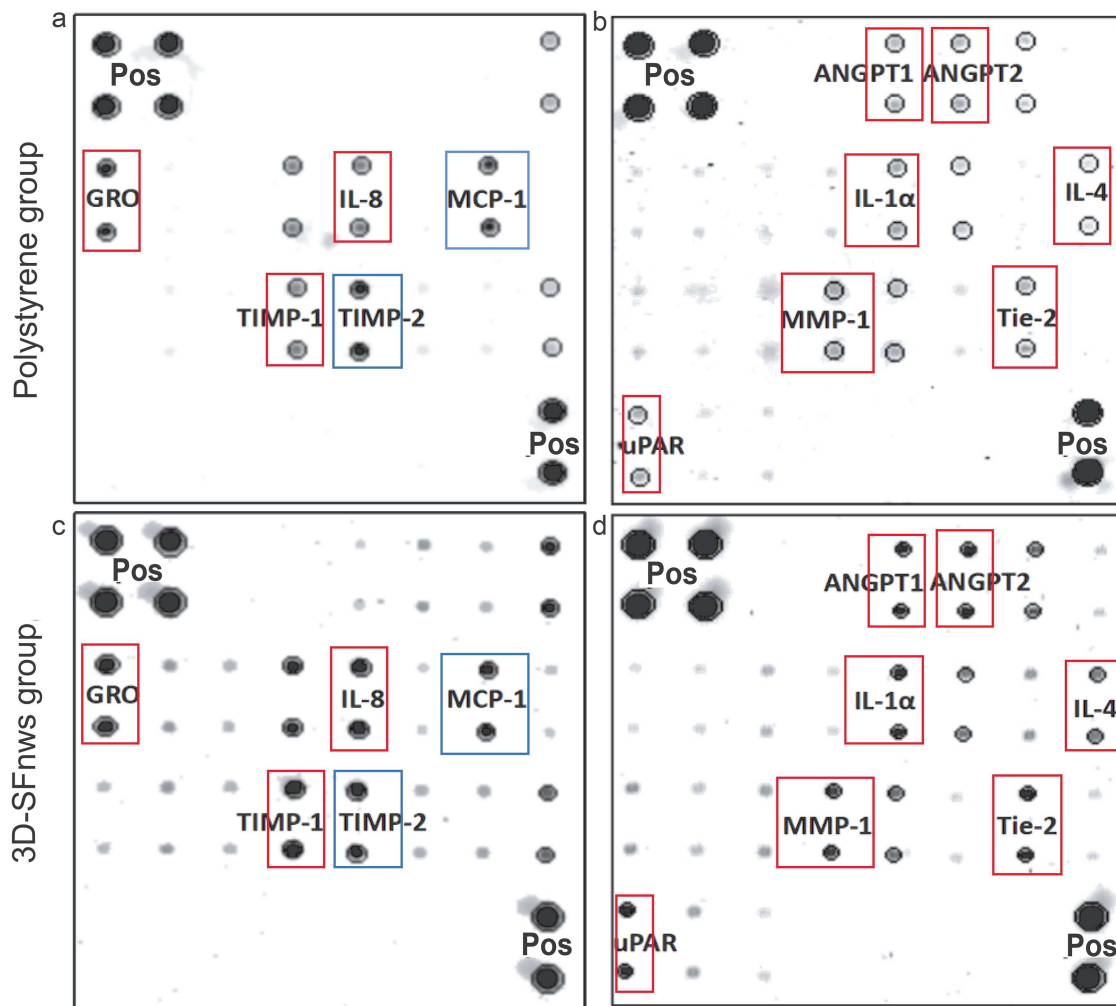 a
Pos
GRO
IL-8
MCP-1
TIMP-1
TIMP-2
Pos
Polystyrene group
b
Pos
ANGPT1
ANGPT2
IL-1α
IL-4
MMP-1
Tie-2
uPAR
Pos
c
Pos
GRO
IL-8
MCP-1
TIMP-1
TIMP-2
Pos
3D-SFnws group
d
Pos
ANGPT1
ANGPT2
IL-1α
IL-4
MMP-1
Tie-2
uPAR
Pos